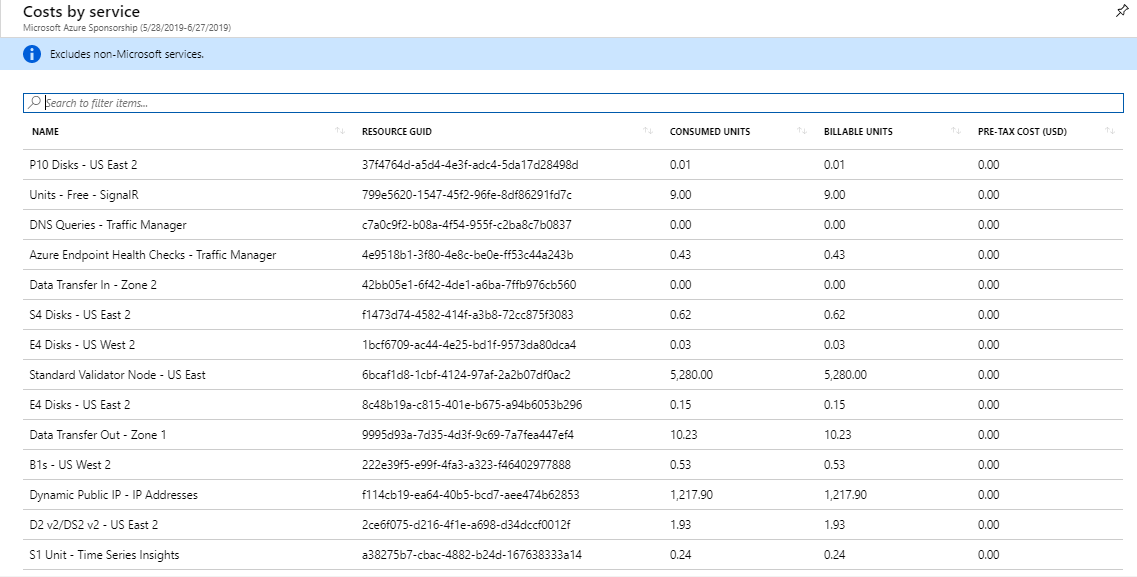 Costs by service
Microsoft Azure Sponsorship (5/28/2019-6/27/2019)
Excludes non-Microsoft services.
Search to filter items...
NAME RESOURCE GUID CONSUMED UNITS BILLABLE UNITS PRE-TAX COST (USD)
P10 Disks - US East 2 37f4764d-a5d4-4e3f-adc4-5da17d28498d 0.01 0.01 0.00
Units - Free - SignalR 799e5620-1547-45f2-96fe-8df86291fd7c 9.00 9.00 0.00
DNS Queries - Traffic Manager c7a0c9f2-b08a-4f54-955f-c2ba8c7b0837 0.00 0.00 0.00
Azure Endpoint Health Checks - Traffic Manager 4e9518b1-3f80-4e8c-be0e-ff53c44a243b 0.43 0.43 0.00
Data Transfer In - Zone 2 42bb05e1-6f42-4de1-a6ba-7ffb976cb560 0.00 0.00 0.00
S4 Disks - US East 2 f1473d74-4582-414f-a3b8-72cc875f3083 0.62 0.62 0.00
E4 Disks - US West 2 1bcf6709-ac44-4e25-bd1f-9573da80dca4 0.03 0.03 0.00
Standard Validator Node - US East 6bcaf1d8-1cbf-4124-97af-2a2b07df0ac2 5,280.00 5,280.00 0.00
E4 Disks - US East 2 8c48b19a-c815-401e-b675-a94b6053b296 0.15 0.15 0.00
Data Transfer Out - Zone 1 9995d93a-7d35-4d3f-9c69-7a7fea447ef4 10.23 10.23 0.00
B1s - US West 2 222e39f5-e99f-4fa3-a323-f46402977888 0.53 0.53 0.00
Dynamic Public IP - IP Addresses f114cb19-ea64-40b5-bcd7-aee474b62853 1,217.90 1,217.90 0.00
D2 v2/DS2 v2 - US East 2 2ce6f075-d216-4f1e-a698-d34dccf0012f 1.93 1.93 0.00
S1 Unit - Time Series Insights a38275b7-cbac-4882-b24d-167638333a14 0.24 0.24 0.00